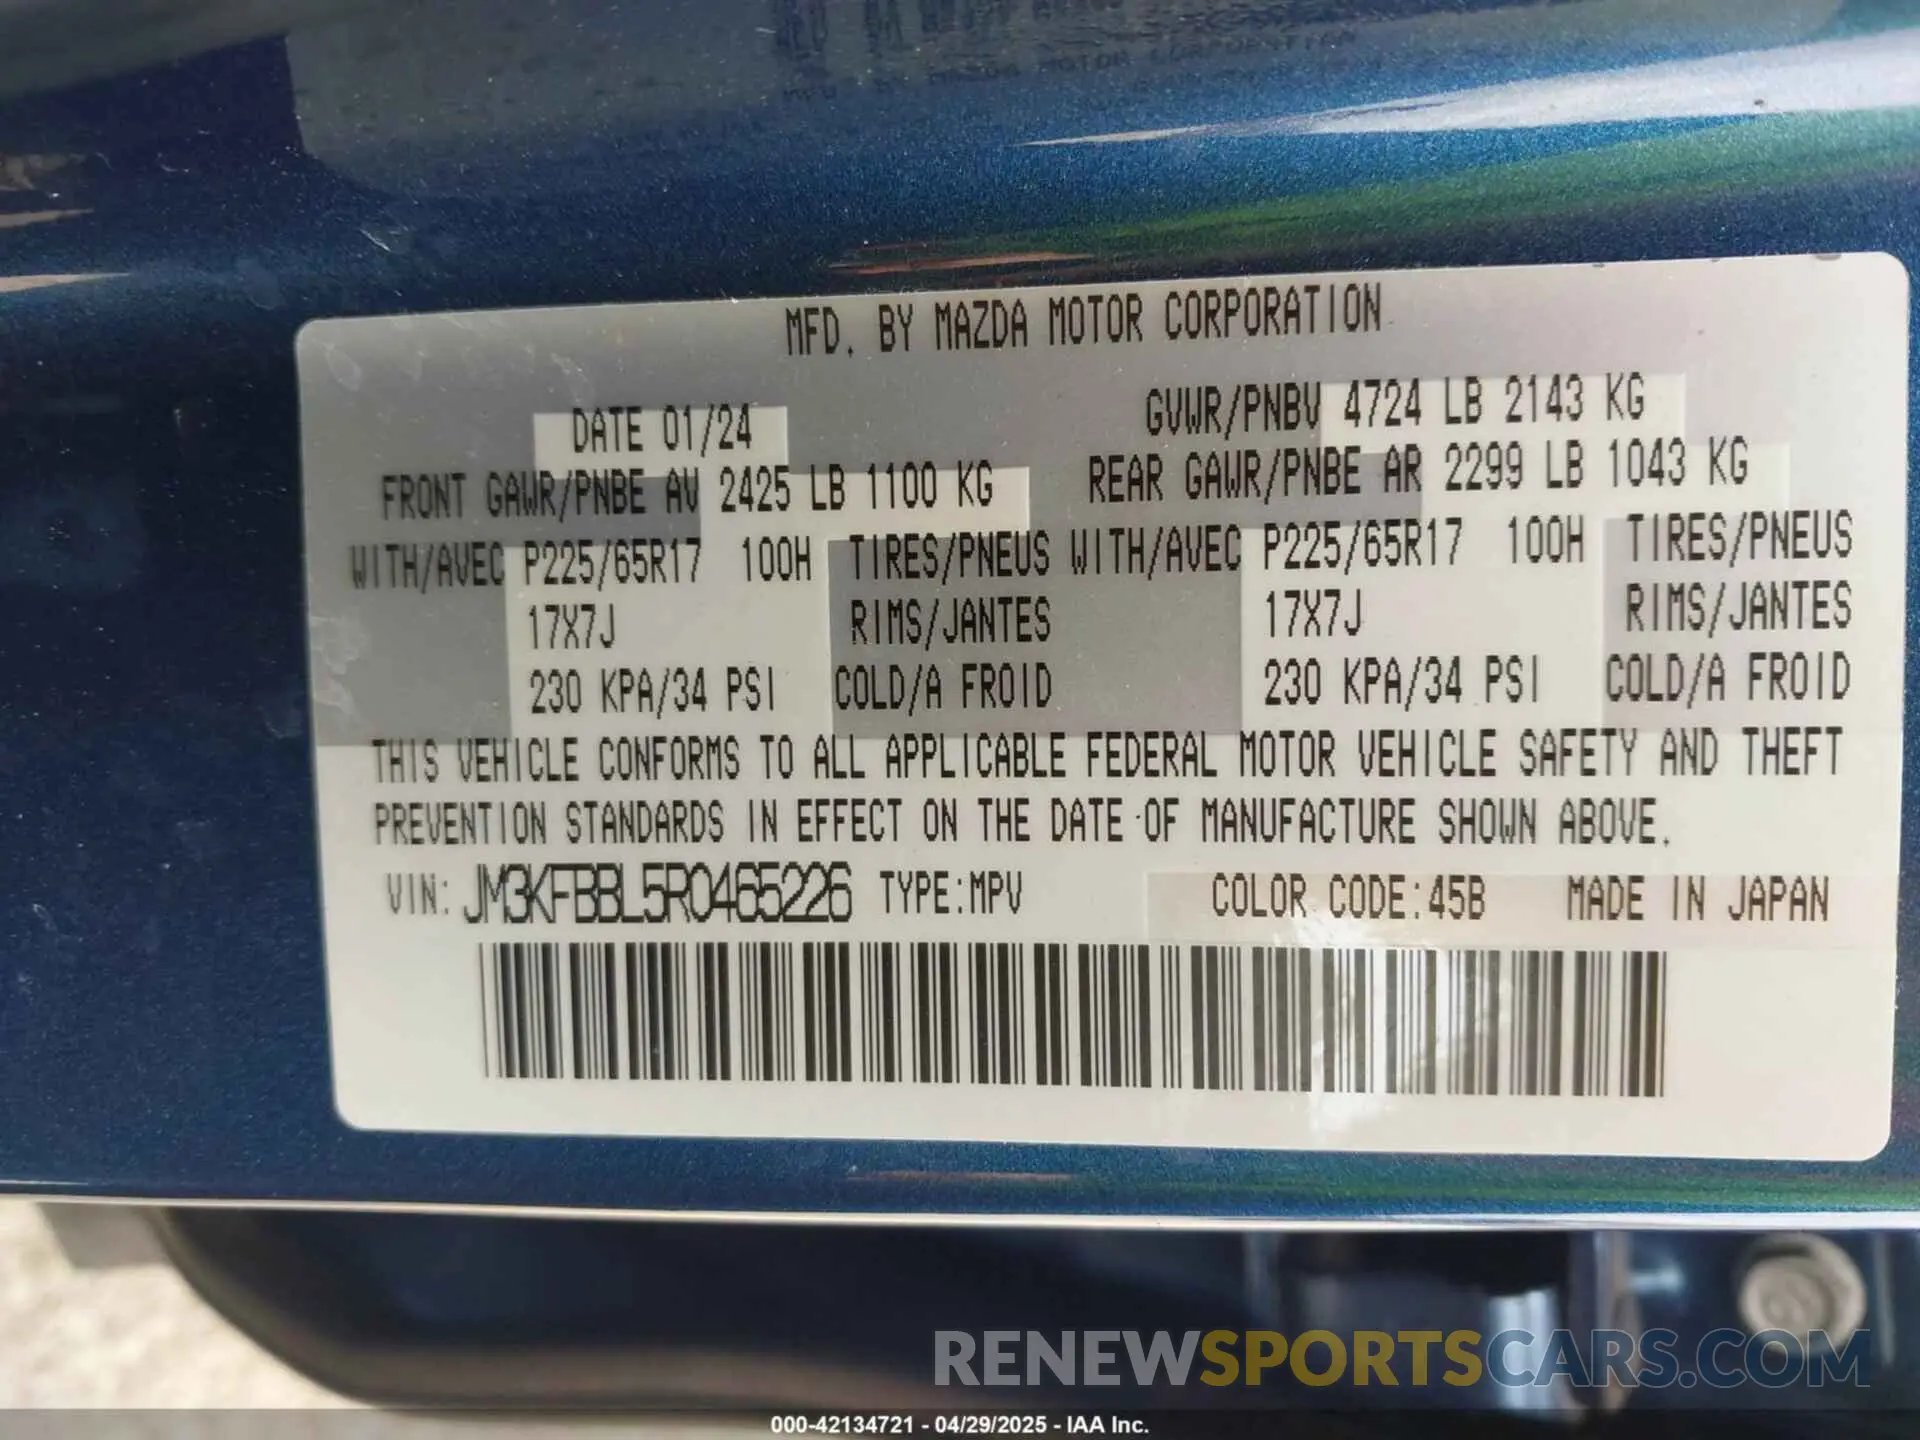 MFD. BY MAZDA MOTOR CORPORATION
DATE 01/24 GVWR/PNBV 4724 LB 2143 KG
FRONT GAWR/PNBE AV 2425 LB 1100 KG REAR GAWR/PNBE AR 2299 LB 1043 KG
WITH/AVEC P225/65R17 100H TIRES/PNEUS WITH/AVEC P225/65R17 100H TIRES/PNEUS
17X7J RIMS/JANTES 17X7J RIMS/JANTES
230 KPA/34 PSI COLD/A FROID 230 KPA/34 PSI COLD/A FROID
THIS VEHICLE CONFORMS TO ALL APPLICABLE FEDERAL MOTOR VEHICLE SAFETY AND THEFT
PREVENTION STANDARDS IN EFFECT ON THE DATE OF MANUFACTURE SHOWN ABOVE.
VIN: JM3KFBBL5R0465226 TYPE:MPV COLOR CODE:45B MADE IN JAPAN
RENEWSPORTSCARS.COM
000-42134721 - 04/29/2025 - IAA Inc.